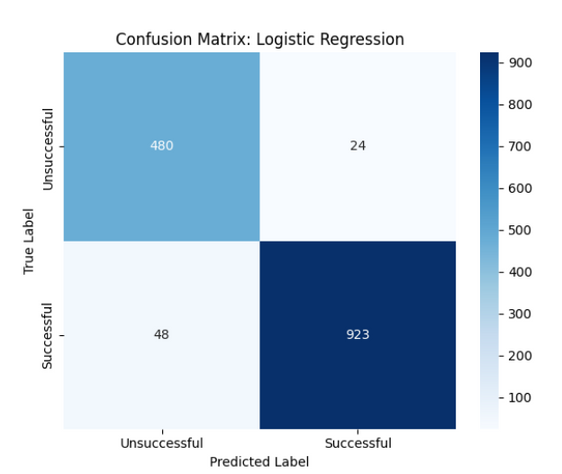 Confusion Matrix: Logistic Regression
True Label
Unsuccessful
480
24
Successful
48
923
Unsuccessful
Successful
Predicted Label
900
800
700
600
500
400
300
200
100